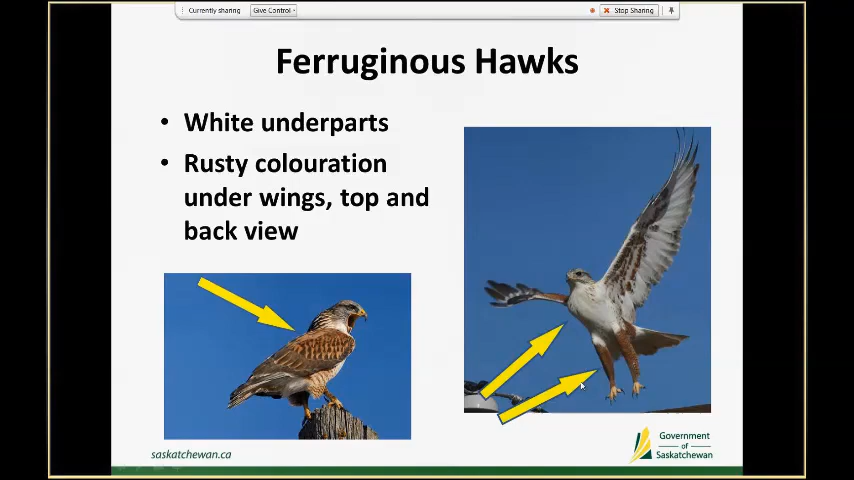 Currently sharing Give Control Stop Sharing
Ferruginous Hawks
• White underparts
• Rusty colouration
under wings, top and
back view
saskatchewan.ca
Government
of
Saskatchewan